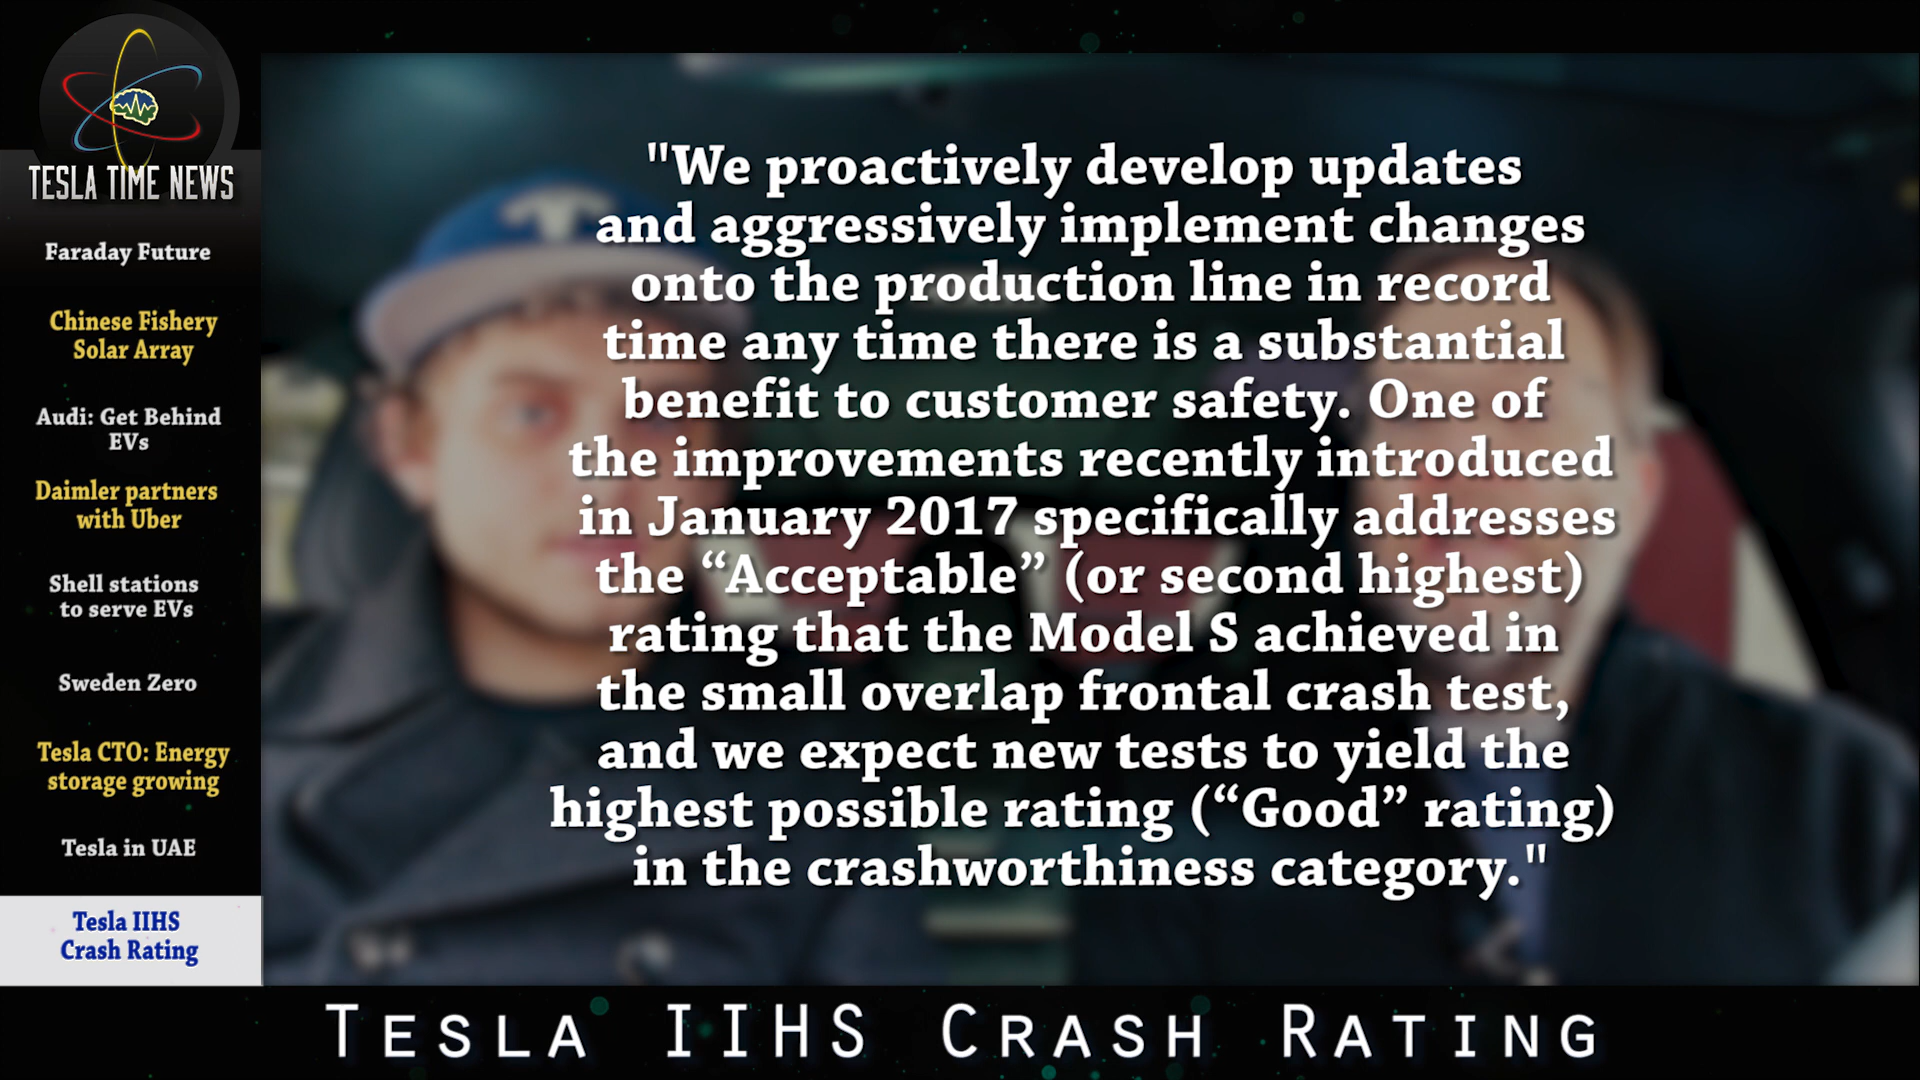 TESLA TIME NEWS
Faraday Future
Chinese Fishery
Solar Array
Audi: Get Behind
EVs
Daimler partners
with Uber
Shell stations
to serve EVs
Sweden Zero
Tesla CTO: Energy
storage growing
Tesla in UAE
Tesla IIHS
Crash Rating
"We proactively develop updates
and aggressively implement changes
onto the production line in record
time any time there is a substantial
benefit to customer safety. One of
the improvements recently introduced
in January 2017 specifically addresses
the “Acceptable” (or second highest)
rating that the Model S achieved in
the small overlap frontal crash test,
and we expect new tests to yield the
highest possible rating (“Good” rating)
in the crashworthiness category."
TESLA IIHS CRASH RATING